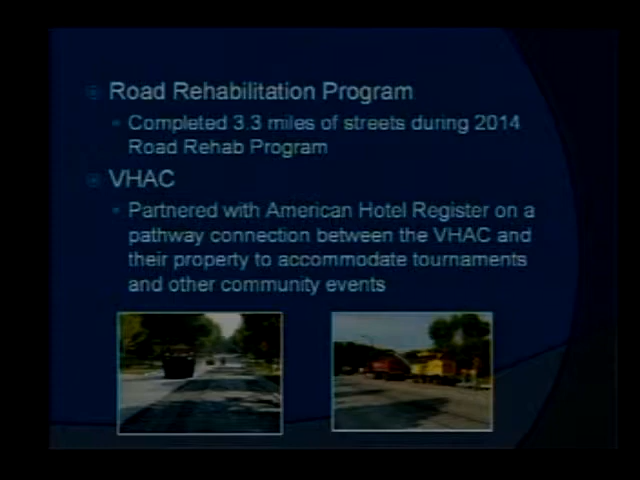 Road Rehabilitation Program
Completed 3.3 miles of streets during 2014
Road Rehab Program
VHAC
Partnered with American Hotel Register on a
pathway connection between the VHAC and
their property to accommodate tournaments
and other community events